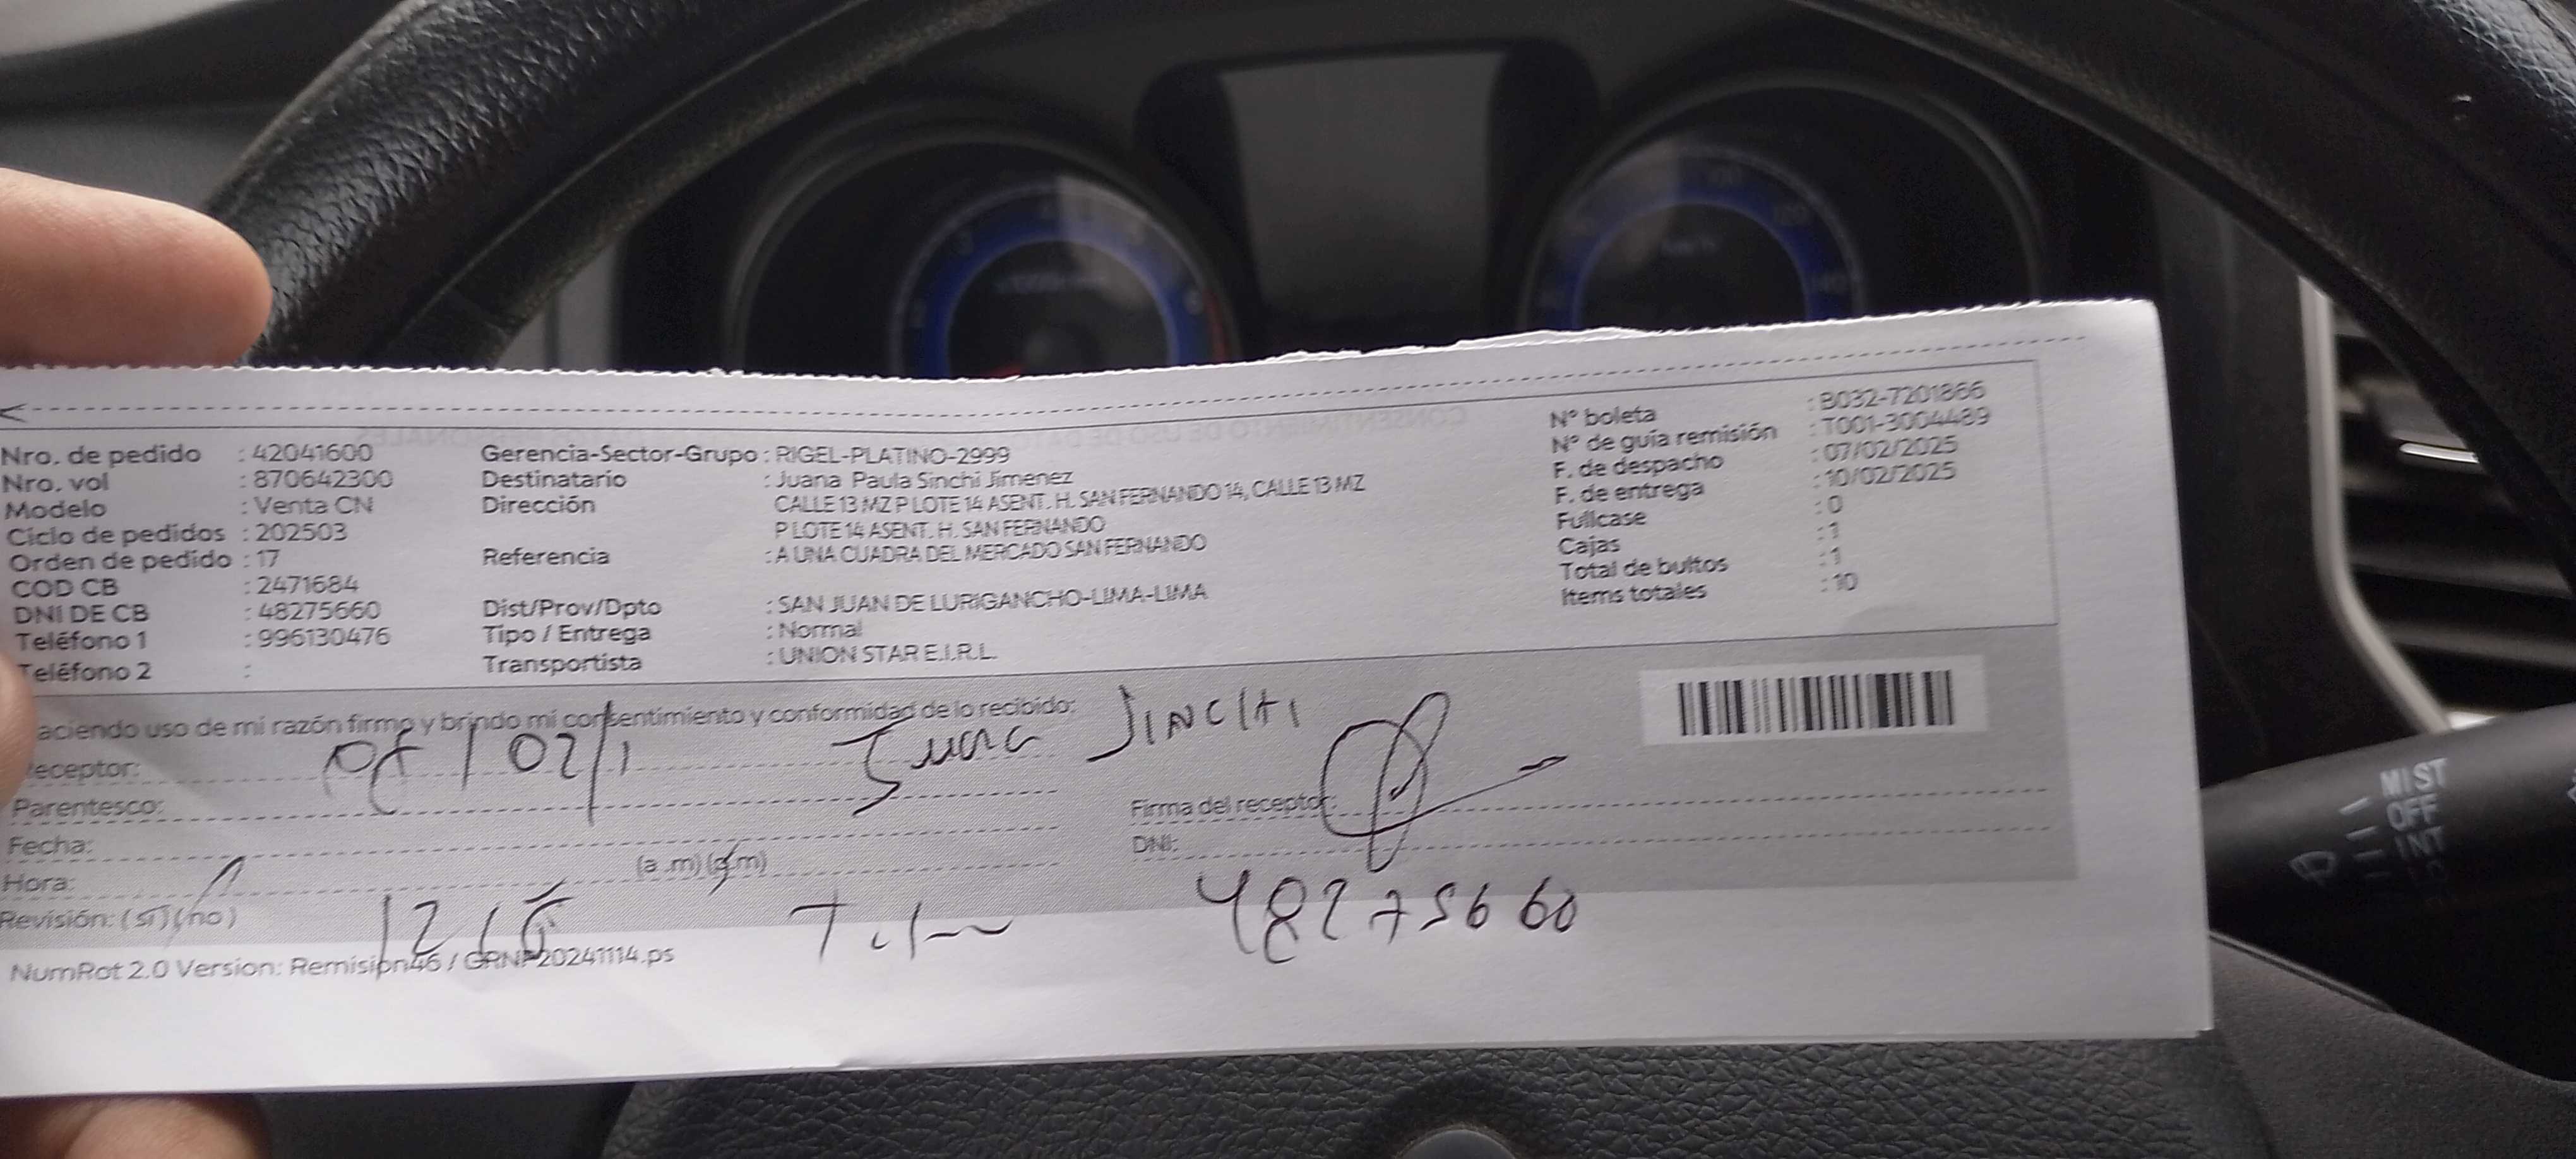 Nro. de pedido : 42041600
Nro. vol : 870642300
Modelo : Venta CN
Ciclo de pedidos : 202503
Orden de pedido : 17
COD CB : 2471684
DNI DE CB : 48275660
Teléfono 1 : 996130476
Teléfono 2 :
Gerencia-Sector-Grupo : RIGEL-PLATINO-2999
Destinatario : Juana Paula Sinchi Jimenez
Dirección CALLE 13 MZ P LOTE 14 ASENT. H. SAN FERNANDO 14, CALLE 13 MZ
P LOTE 14 ASENT. H. SAN FERNANDO
Referencia : A UNA CUADRA DEL MERCADO SAN FERNANDO
Dist/Prov/Dpto : SAN JUAN DE LURIGANCHO-LIMA-LIMA
Tipo / Entrega : Normal
Transportista : UNION STAR E.I.R.L.
N° boleta : B032-7201866
N° de guía remisión : T001-3004489
F. de despacho : 07/02/2025
F. de entrega : 10/02/2025
Fullcase : 0
Cajas : 1
Total de bultos : 1
Items totales : 10
aciendo uso de mi razón firmo y brindo mi consentimiento y conformidad de lo recibido:
eceptor: Juana SINCHI
Parentesco:
Fecha:
Hora: (a .m) (p.m)
Revisión: (si) (no)
Firma del receptor:
DNI:
48275660
NumRot 2.0 Version: Remision46 / GRNP20241114.ps
MIST
OFF
INT